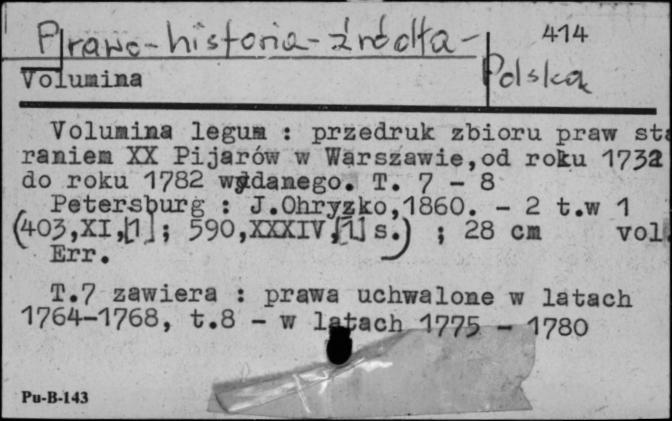 Prawo-historia-źródła-
Polska
414
Volumina
Volumina legum : przedruk zbioru praw sta
raniem XX Pijarów w Warszawie,od roku 1732
do roku 1782 wydanego. T. 7 - 8
Petersburg : J.Ohryzko,1860. - 2 t.w 1
(403,XI,[1]; 590,XXXIV,[1]s.) ; 28 cm vol
Err.
T.7 zawiera : prawa uchwalone w latach
1764-1768, t.8 - w latach 1775 - 1780
Pu-B-143